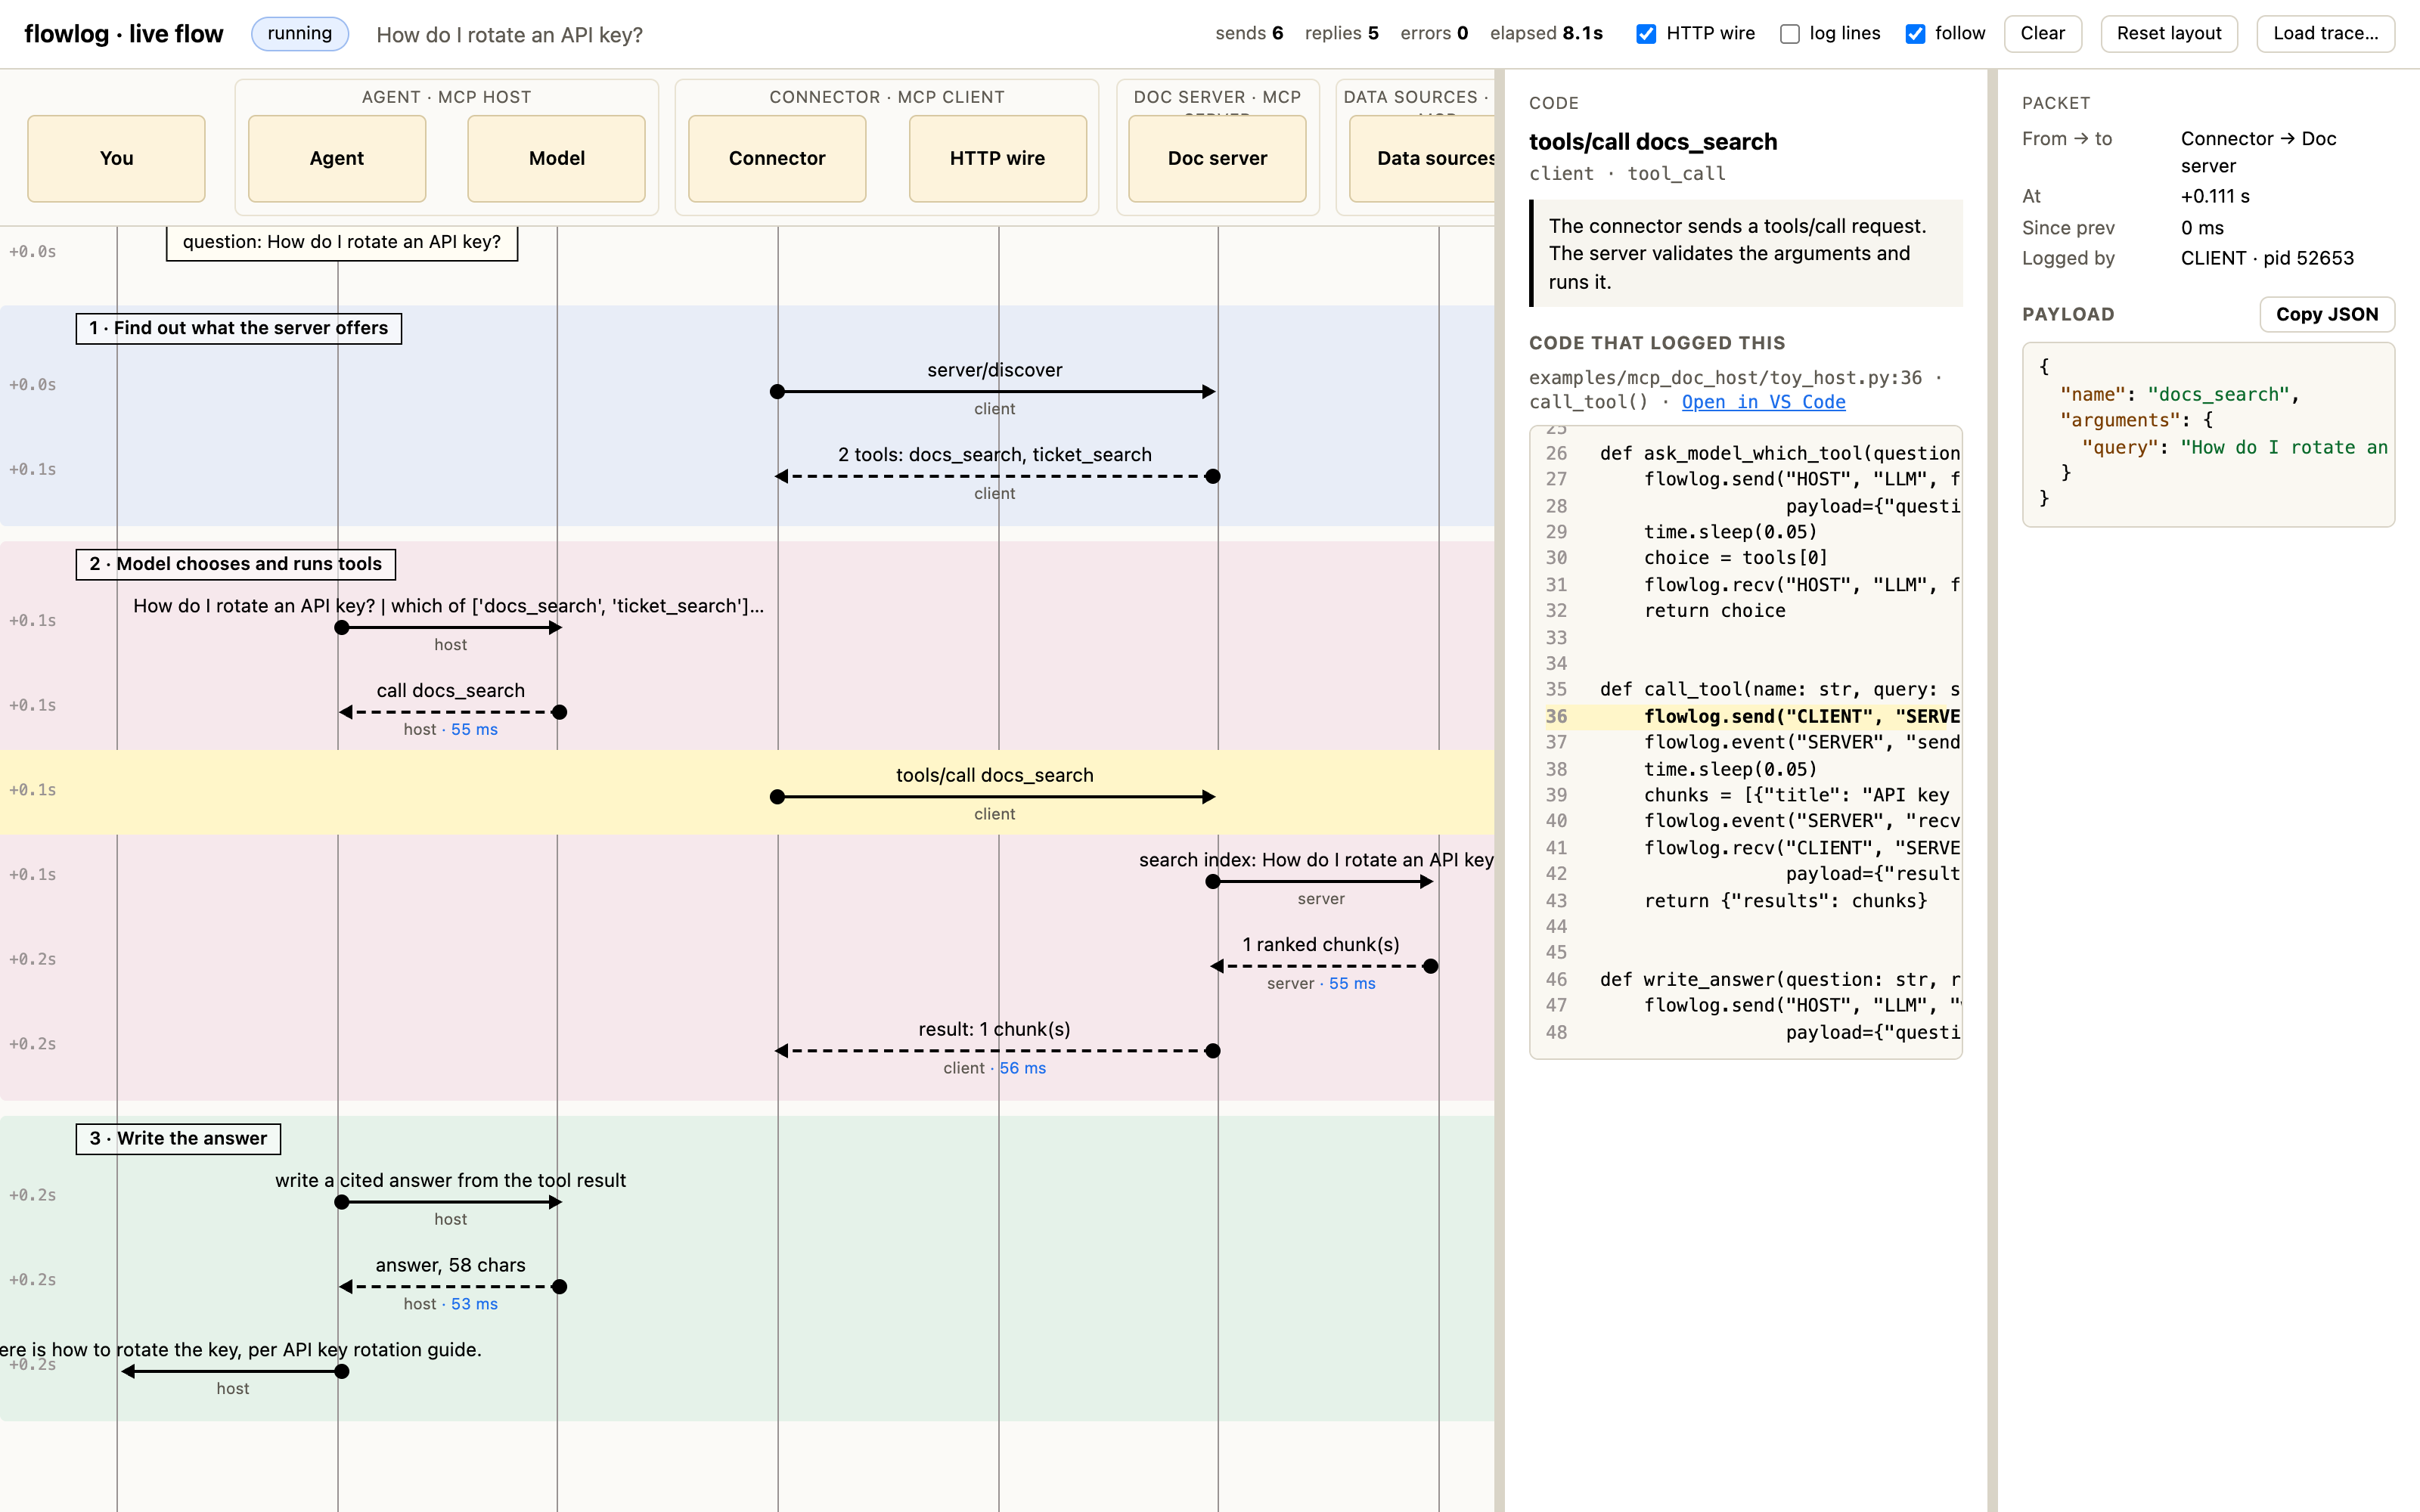 flowlog · live flow
running
How do I rotate an API key?
sends 6 replies 5 errors 0 elapsed 8.1s
HTTP wire
log lines
follow
Clear
Reset layout
Load trace...
AGENT · MCP HOST
CONNECTOR · MCP CLIENT
DOC SERVER · MCP
DATA SOURCES ·
You
Agent
Model
Connector
HTTP wire
Doc server
Data sources
+0.0s
question: How do I rotate an API key?
1 · Find out what the server offers
server/discover
+0.0s
client
2 tools: docs_search, ticket_search
+0.1s
client
2 · Model chooses and runs tools
How do I rotate an API key? | which of ['docs_search', 'ticket_search']...
+0.1s
host
call docs_search
+0.1s
host · 55 ms
tools/call docs_search
+0.1s
client
search index: How do I rotate an API key
+0.1s
server
1 ranked chunk(s)
+0.2s
server · 55 ms
result: 1 chunk(s)
+0.2s
client · 56 ms
3 · Write the answer
write a cited answer from the tool result
+0.2s
host
answer, 58 chars
+0.2s
host · 53 ms
ere is how to rotate the key, per API key rotation guide.
+0.2s
host
CODE
tools/call docs_search
client · tool_call
The connector sends a tools/call request.
The server validates the arguments and
runs it.
CODE THAT LOGGED THIS
examples/mcp_doc_host/toy_host.py:36 ·
call_tool() · Open in VS Code
25
26 def ask_model_which_tool(question
27 flowlog.send("HOST", "LLM", f
28 payload={"questi
29 time.sleep(0.05)
30 choice = tools[0]
31 flowlog.recv("HOST", "LLM", f
32 return choice
33
34
35 def call_tool(name: str, query: s
36 flowlog.send("CLIENT", "SERVE
37 flowlog.event("SERVER", "send
38 time.sleep(0.05)
39 chunks = [{"title": "API key
40 flowlog.event("SERVER", "recv
41 flowlog.recv("CLIENT", "SERVE
42 payload={"result
43 return {"results": chunks}
44
45
46 def write_answer(question: str, r
47 flowlog.send("HOST", "LLM", "
48 payload={"questi
PACKET
From → to Connector → Doc
server
At +0.111 s
Since prev 0 ms
Logged by CLIENT · pid 52653
PAYLOAD
Copy JSON
{
"name": "docs_search",
"arguments": {
"query": "How do I rotate an
}
}